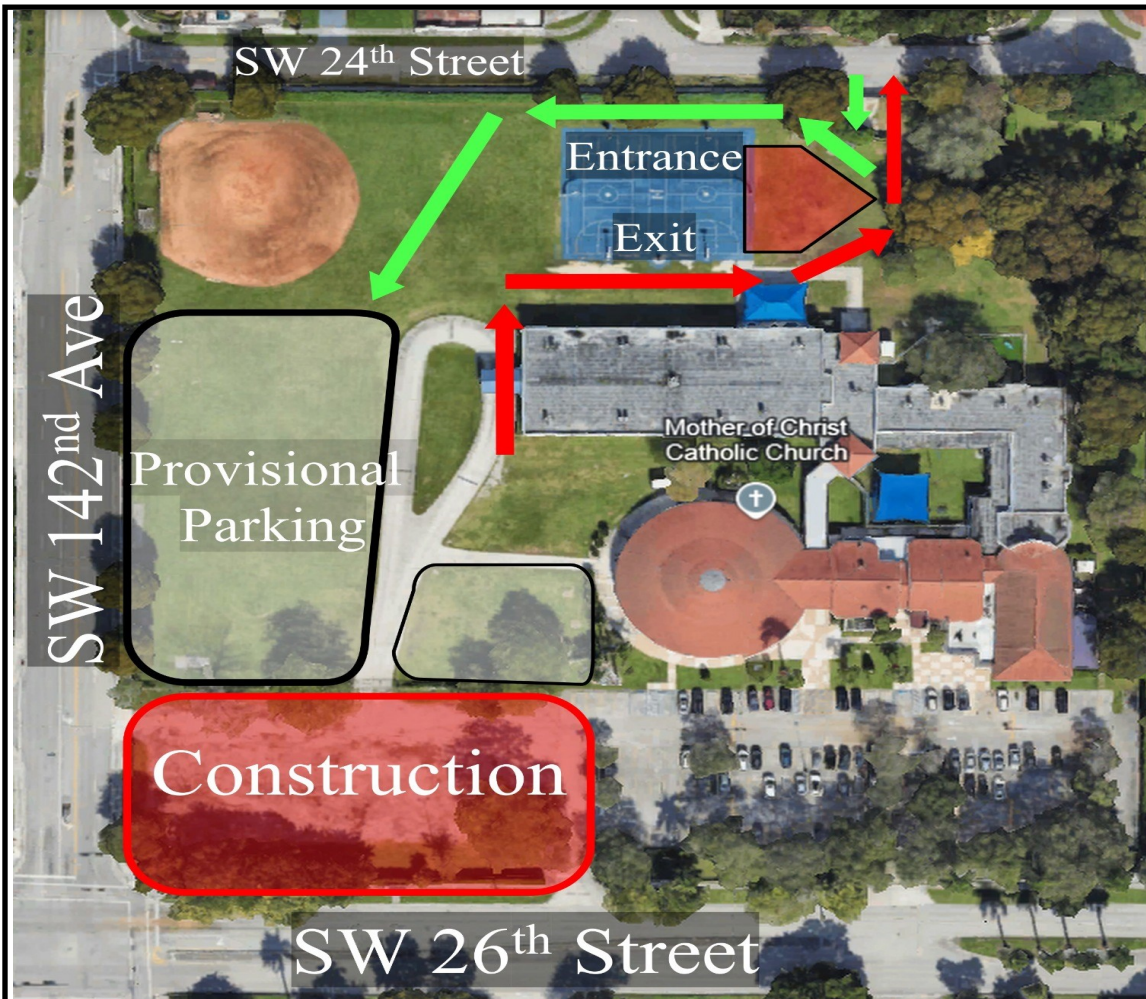 SW 24th Street
Entrance
Exit
SW 142nd Ave
Provisional
Parking
Mother of Christ
Catholic Church
Construction
SW 26th Street